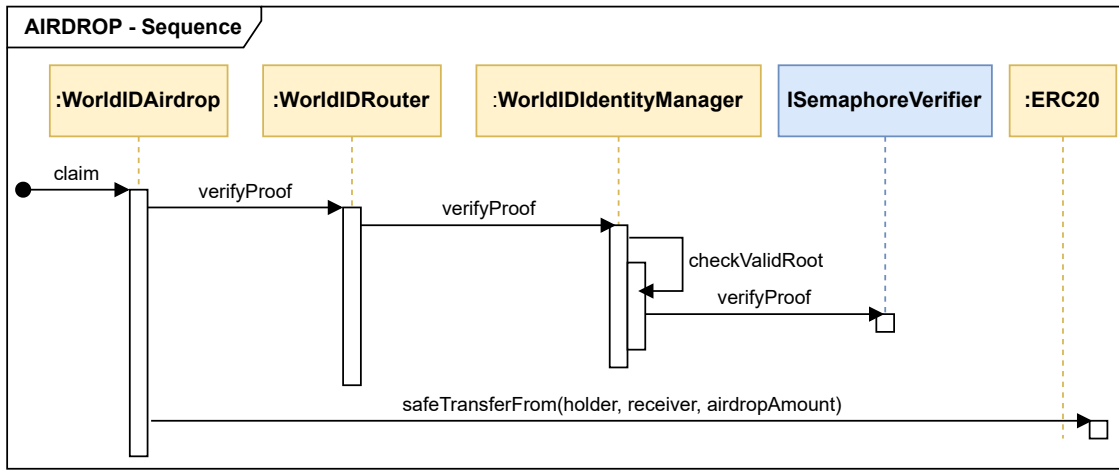 AIRDROP - Sequence
:WorldIDAirdrop
:WorldIDRouter
:WorldIDIdentityManager
ISemaphoreVerifier
:ERC20
claim
verifyProof
verifyProof
checkValidRoot
verifyProof
safeTransferFrom(holder, receiver, airdropAmount)